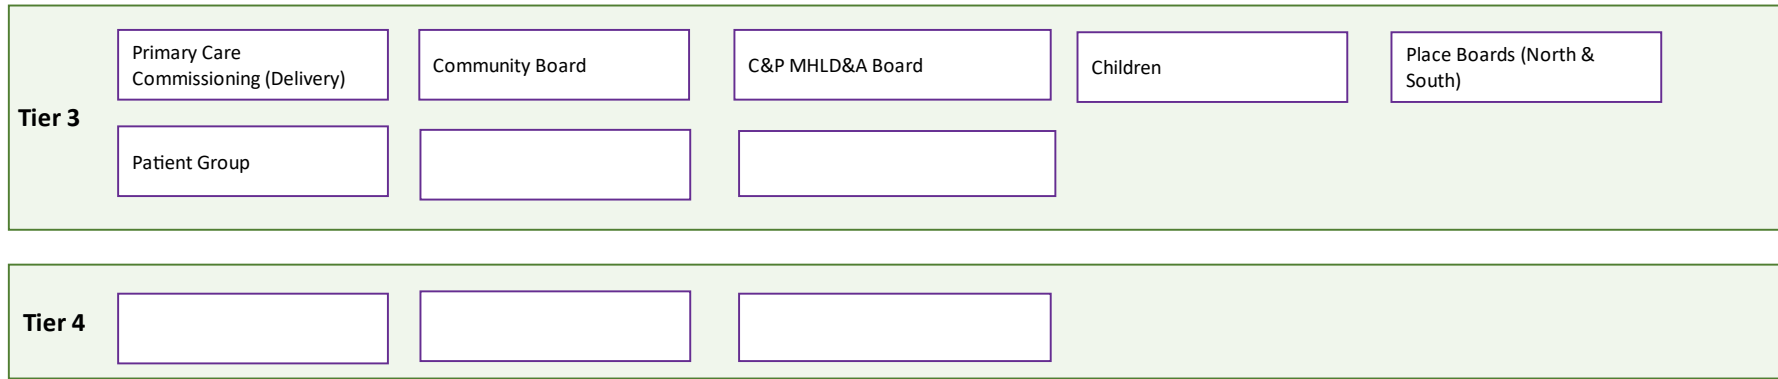 Tier 3
Primary Care
Commissioning (Delivery)
Community Board
C&P MHLD&A Board
Children
Place Boards (North &
South)
Patient Group
Tier 4